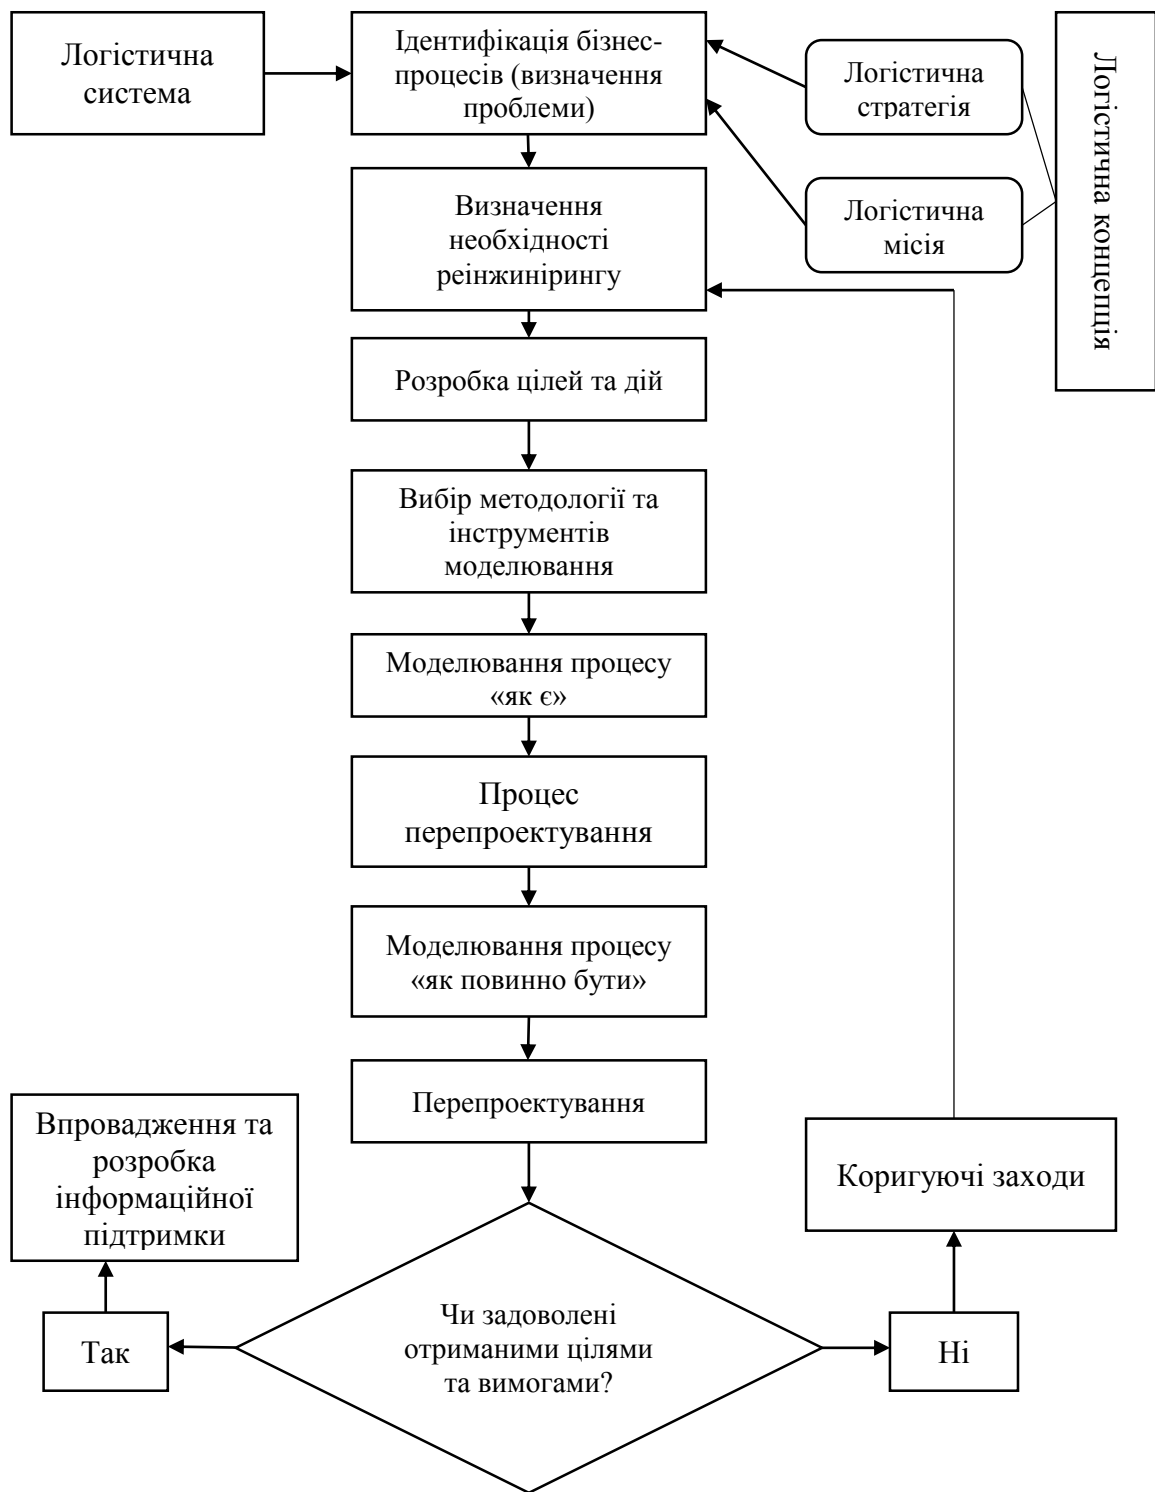 Логістична
система
Ідентифікація бізнес-
процесів (визначення
проблеми)
Логістична
стратегія
Логістична
місія
Логістична концепція
Визначення
необхідності
реінжинірингу
Розробка цілей та дій
Вибір методології та
інструментів
моделювання
Моделювання процесу
«як є»
Процес
перепроектування
Моделювання процесу
«як повинно бути»
Перепроектування
Впровадження та
розробка
інформаційної
підтримки
Коригуючі заходи
Чи задоволені
отриманими цілями
та вимогами?
Так
Ні